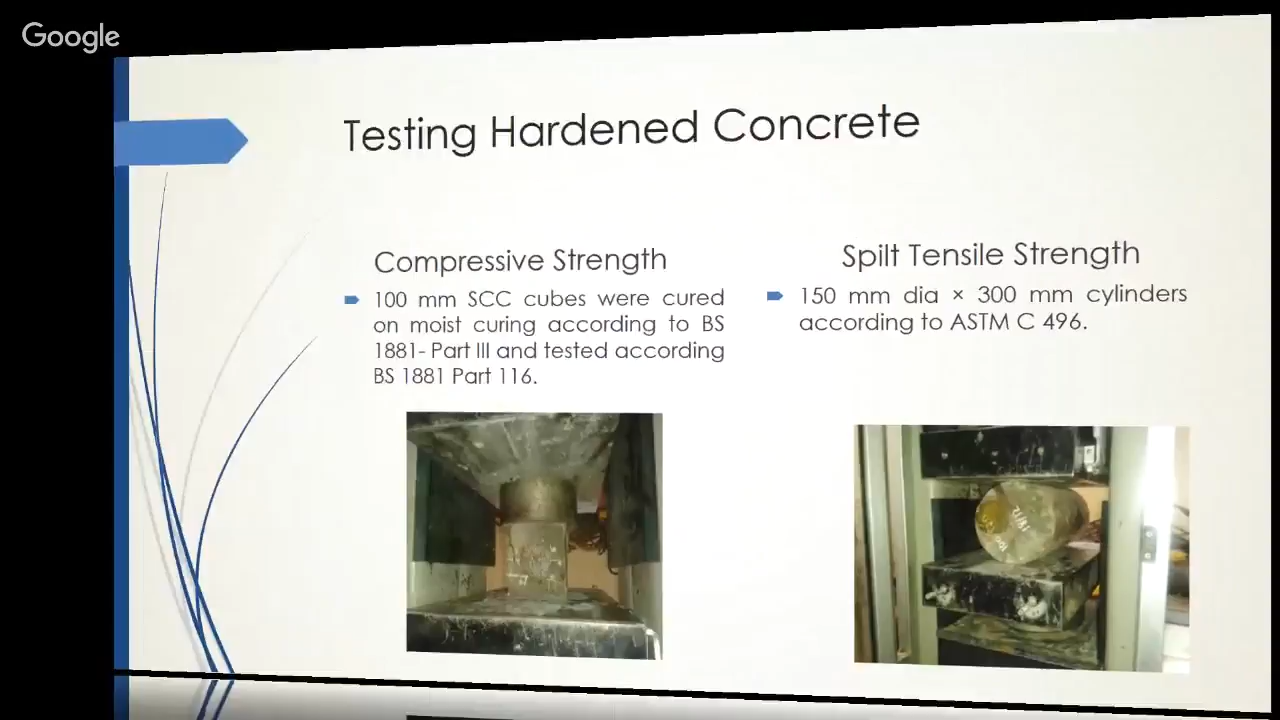 Google
Testing Hardened Concrete
Compressive Strength
100 mm SCC cubes were cured
on moist curing according to BS
1881- Part III and tested according
BS 1881 Part 116.
Spilt Tensile Strength
150 mm dia × 300 mm cylinders
according to ASTM C 496.